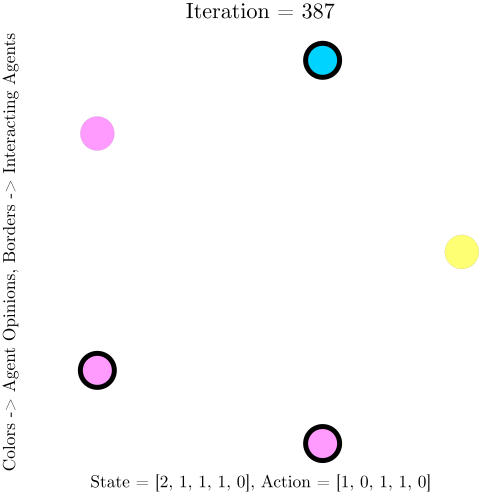 Iteration = 387
Colors -> Agent Opinions, Borders -> Interacting Agents
State = [2, 1, 1, 1, 0], Action = [1, 0, 1, 1, 0]